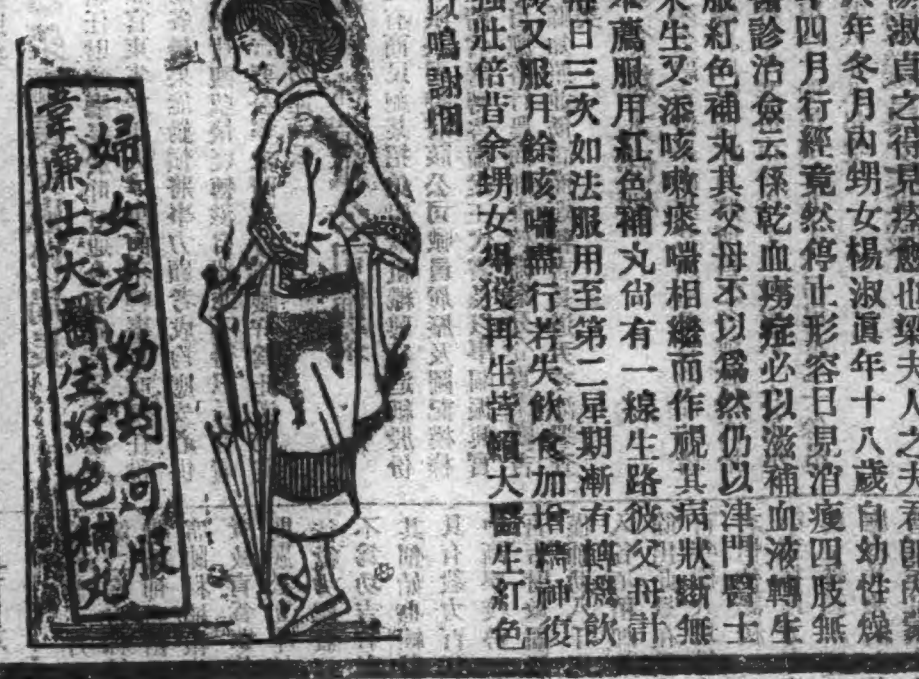 淑貞之得見痊愈也葉夫人之夫君
年冬月內甥女楊淑眞年十八歲自幼性燥
四月行經竟然停止形容日見消瘦四肢無
醫診治僉云係乾血癆症必以滋補血液轉生
服紅色補丸其父母不以爲然仍以津門醫士
未生又添咳嗽痰喘相繼而作視其病狀斷無
薦服用紅色補丸尙有一線生路彼父母計
每日三次如法服用至第二星期漸有轉機飲
後又服月餘咳喘盡行若失飲食加增精神復
強壯倍昔余甥女得獲再生皆賴大醫生紅色
以鳴謝悃
婦女老幼均可服
韋廉士大醫生紅色補丸